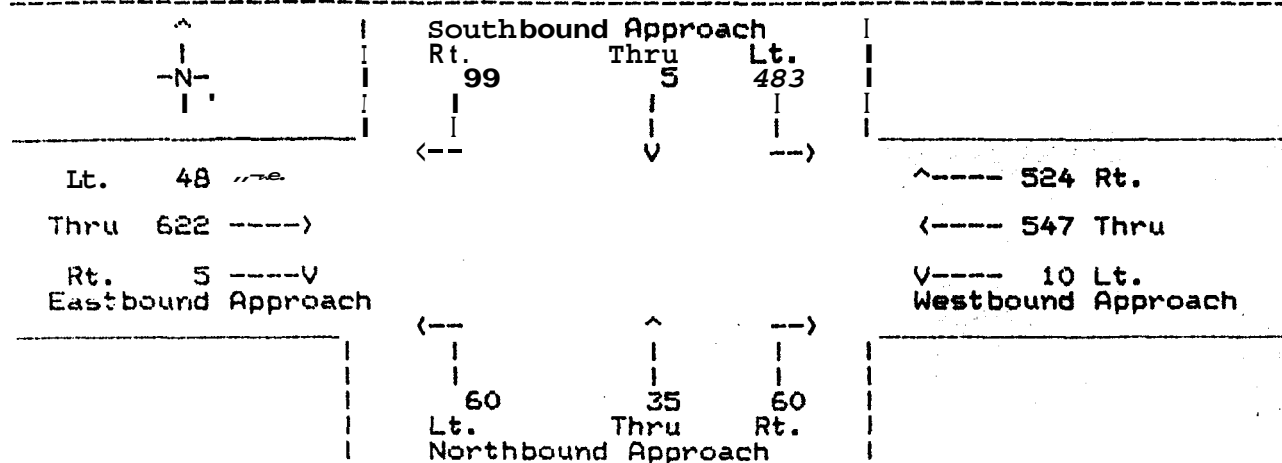 Southbound Approach
Rt. Thru Lt.
-N-
99 5 483
Lt. 48
^---- 524 Rt.
Thru 622 ---->
<---- 547 Thru
Rt. 5 ----V
V---- 10 Lt.
Eastbound Approach
Westbound Approach
60 35 60
Lt. Thru Rt.
Northbound Approach